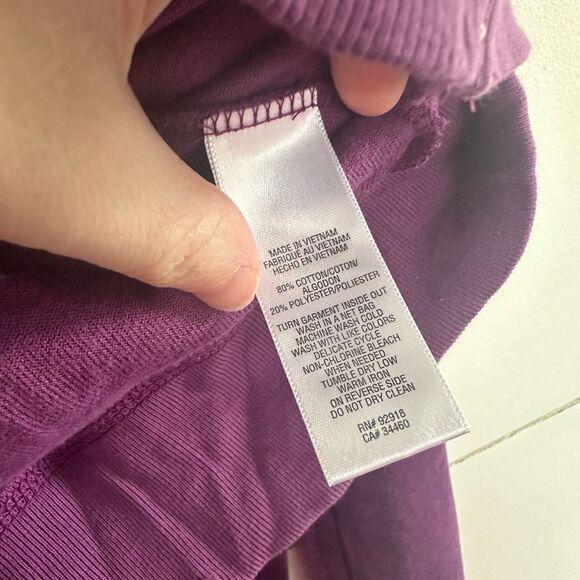 MADE IN VIETNAM
FABRIQUE AU VIETNAM
HECHO EN VIETNAM
80% COTTON/COTON/
ALGODON
20% POLYESTER/POLIESTER
TURN GARMENT INSIDE OUT
WASH IN A NET BAG
MACHINE WASH COLD
WASH WITH LIKE COLORS
DELICATE CYCLE
NON-CHLORINE BLEACH
WHEN NEEDED
TUMBLE DRY LOW
WARM IRON
ON REVERSE SIDE
DO NOT DRY CLEAN
RN# 92918
CA# 34460